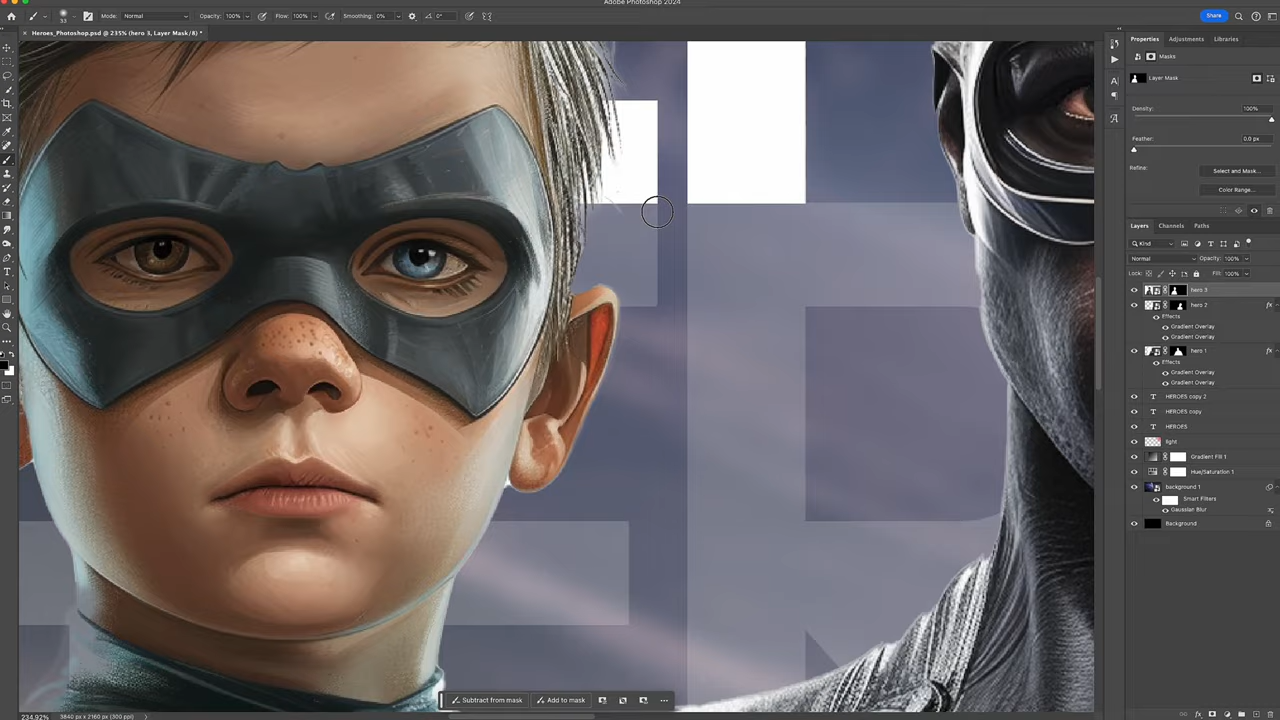 Adobe Photoshop 2024
33 Mode: Normal Opacity: 100% Flow: 100% Smoothing: 0% 0° Share
Heroes_Photoshop.psd @ 235% (hero 3, Layer Mask/8) *
Properties Adjustments Libraries
Masks
Layer Mask
Density: 100%
Feather: 0.0 px
Refine: Select and Mask...
Color Range...
Layers Channels Paths
Kind
Normal Opacity: 100%
Lock: Fill: 100%
hero 3
hero 2 fx
Effects
Gradient Overlay
Gradient Overlay
hero 1 fx
Effects
Gradient Overlay
Gradient Overlay
HEROES copy 2
HEROES copy
HEROES
light
Gradient Fill 1
Hue/Saturation 1
background 1
Smart Filters
Gaussian Blur
Background
Subtract from mask Add to mask
234.92% 3840 px x 2160 px (300 ppi)